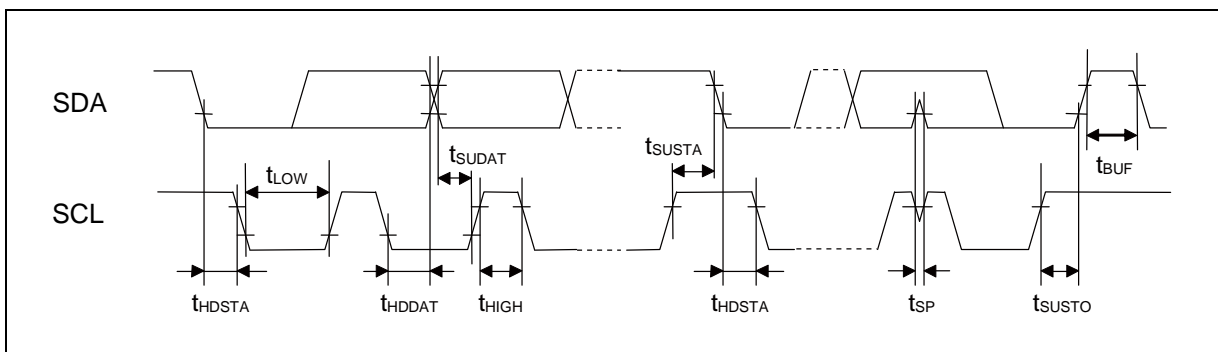 SDA
tSUDAT
tSUSTA
tBUF
tLOW
SCL
tHDSTA
tHDDAT
tHIGH
tHDSTA
tSP
tSUSTO